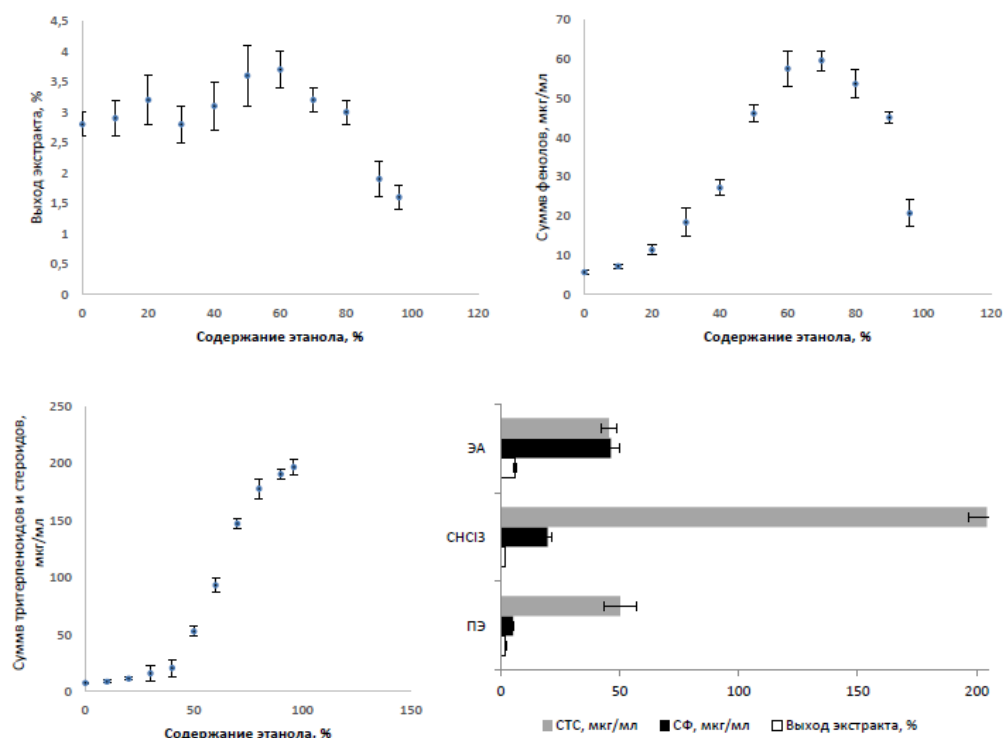 Выход экстракта, %
4,5
4
3,5
3
2,5
2
1,5
1
0,5
0
0 20 40 60 80 100 120
Содержание этанола, %
Суммв фенолов, мкг/мл
70
60
50
40
30
20
10
0
0 20 40 60 80 100 120
Содержание этанола, %
Суммв тритерпеноидов и стероидов,
мкг/мл
250
200
150
100
50
0
0 50 100 150
Содержание этанола, %
ЭА
CHCl3
ПЭ
0 50 100 150 200
СТС, мкг/мл СФ, мкг/мл Выход экстракта, %